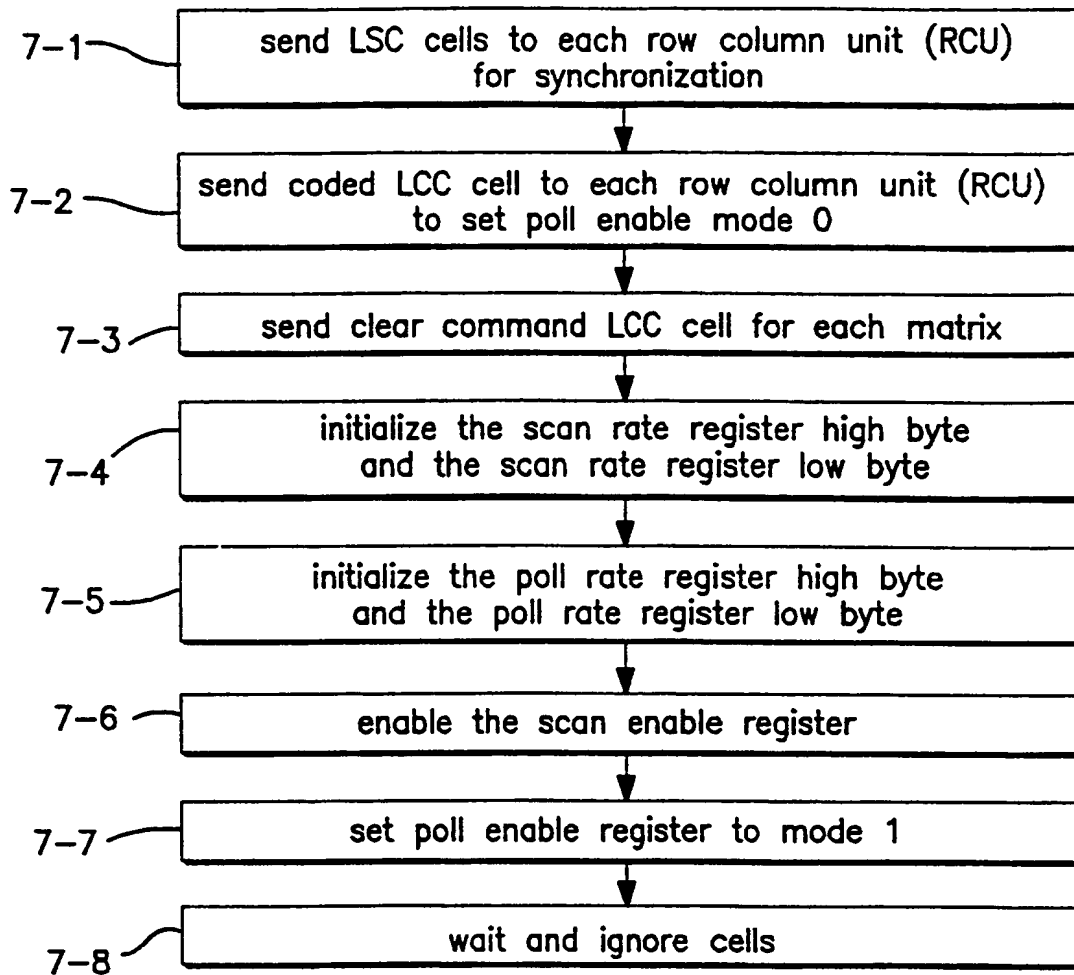 7-1
send LSC cells to each row column unit (RCU)
for synchronization
7-2
send coded LCC cell to each row column unit (RCU)
to set poll enable mode 0
7-3
send clear command LCC cell for each matrix
7-4
initialize the scan rate register high byte
and the scan rate register low byte
7-5
initialize the poll rate register high byte
and the poll rate register low byte
7-6
enable the scan enable register
7-7
set poll enable register to mode 1
7-8
wait and ignore cells